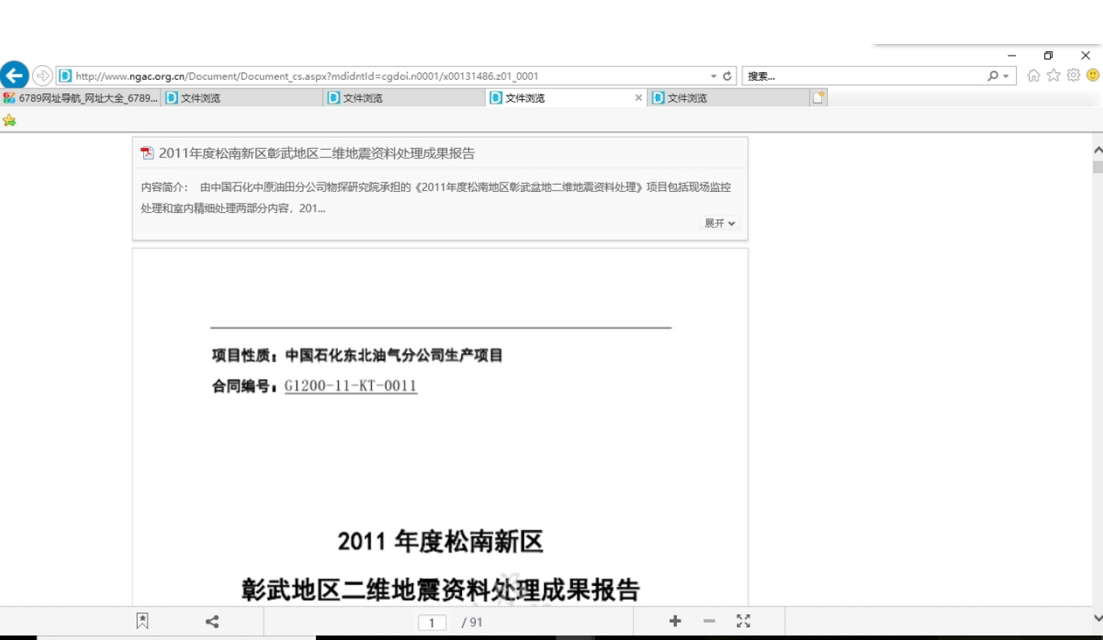 http://www.ngac.org.cn/Document/Document_cs.aspx?mdidntId=cgdoi.n0001/x00131486.z01_0001
搜索...
6789网址导航_网址大全_6789...
文件浏览
文件浏览
文件浏览
文件浏览
2011年度松南新区彰武地区二维地震资料处理成果报告
内容简介： 由中国石化中原油田分公司物探研究院承担的《2011年度松南地区彰武盆地二维地震资料处理》项目包括现场监控
处理和室内精细处理两部分内容，201...
展开
项目性质：中国石化东北油气分公司生产项目
合同编号：G1200-11-KT-0011
2011 年度松南新区
彰武地区二维地震资料处理成果报告
1 / 91